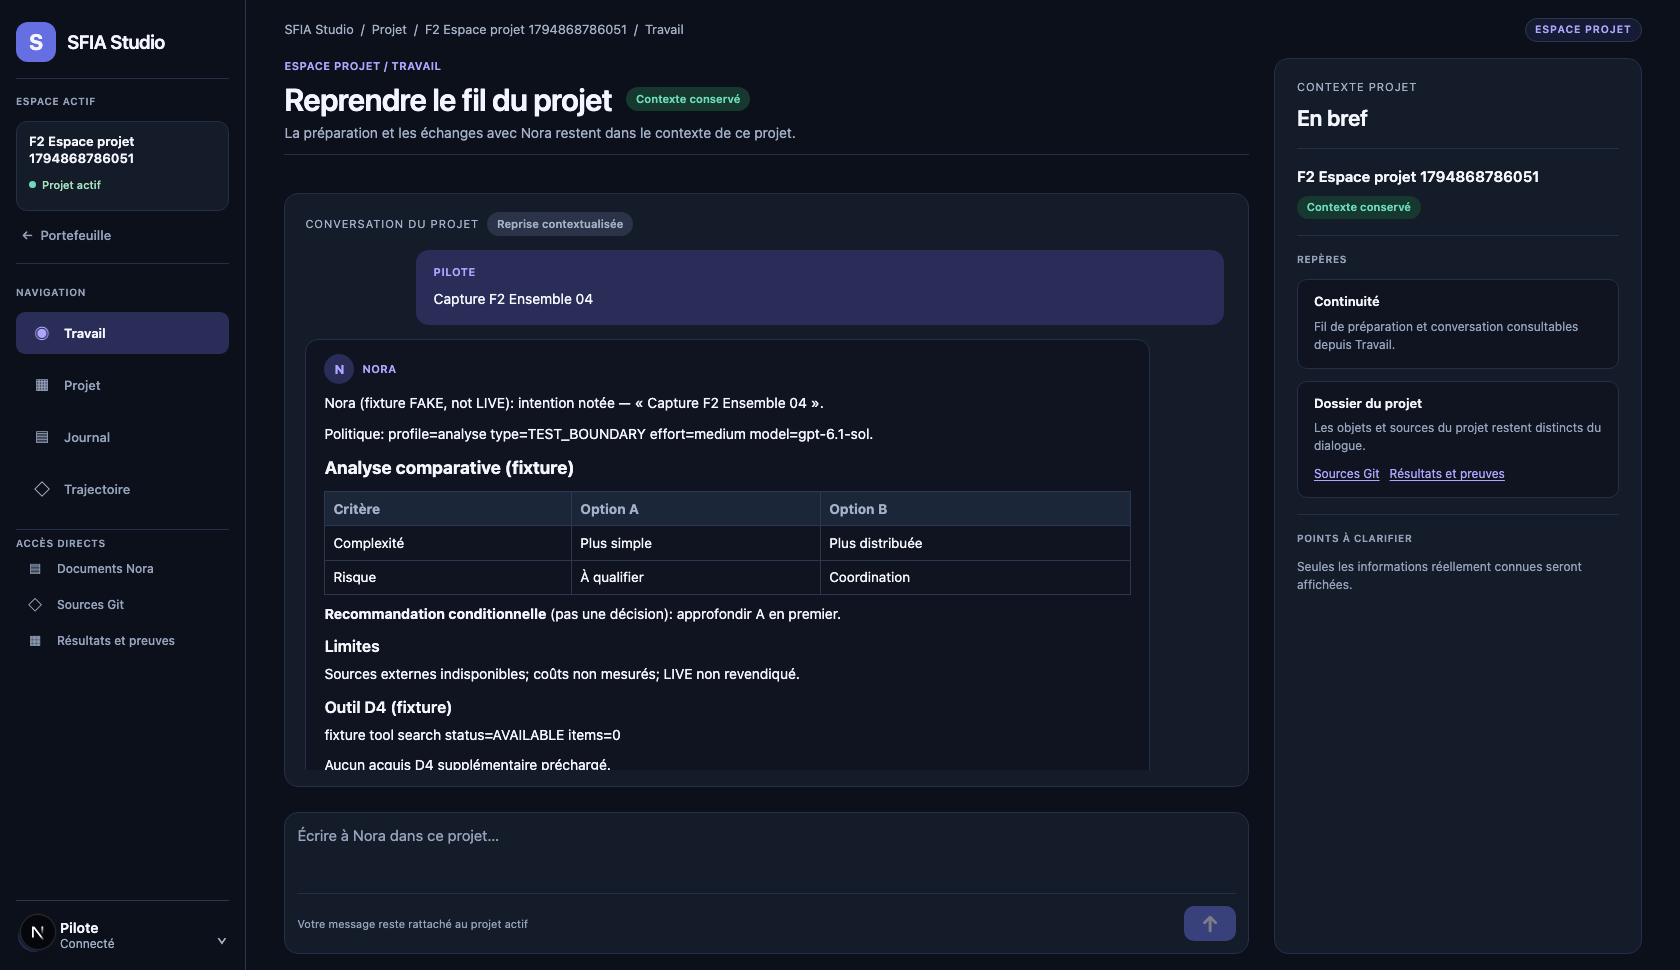 S SFIA Studio
ESPACE ACTIF
F2 Espace projet
1794868786051
Projet actif
← Portefeuille
NAVIGATION
Travail
Projet
Journal
Trajectoire
ACCÈS DIRECTS
Documents Nora
Sources Git
Résultats et preuves
N Pilote
Connecté
SFIA Studio / Projet / F2 Espace projet 1794868786051 / Travail
ESPACE PROJET
ESPACE PROJET / TRAVAIL
Reprendre le fil du projet Contexte conservé
La préparation et les échanges avec Nora restent dans le contexte de ce projet.
CONVERSATION DU PROJET Reprise contextualisée
PILOTE
Capture F2 Ensemble 04
N NORA
Nora (fixture FAKE, not LIVE): intention notée — « Capture F2 Ensemble 04 ».
Politique: profile=analyse type=TEST_BOUNDARY effort=medium model=gpt-6.1-sol.
Analyse comparative (fixture)
Critère Option A Option B
Complexité Plus simple Plus distribuée
Risque À qualifier Coordination
Recommandation conditionnelle (pas une décision): approfondir A en premier.
Limites
Sources externes indisponibles; coûts non mesurés; LIVE non revendiqué.
Outil D4 (fixture)
fixture tool search status=AVAILABLE items=0
Aucun acquis D4 supplémentaire préchargé.
Écrire à Nora dans ce projet...
Votre message reste rattaché au projet actif
CONTEXTE PROJET
En bref
F2 Espace projet 1794868786051
Contexte conservé
REPÈRES
Continuité
Fil de préparation et conversation consultables
depuis Travail.
Dossier du projet
Les objets et sources du projet restent distincts du
dialogue.
Sources Git Résultats et preuves
POINTS À CLARIFIER
Seules les informations réellement connues seront
affichées.